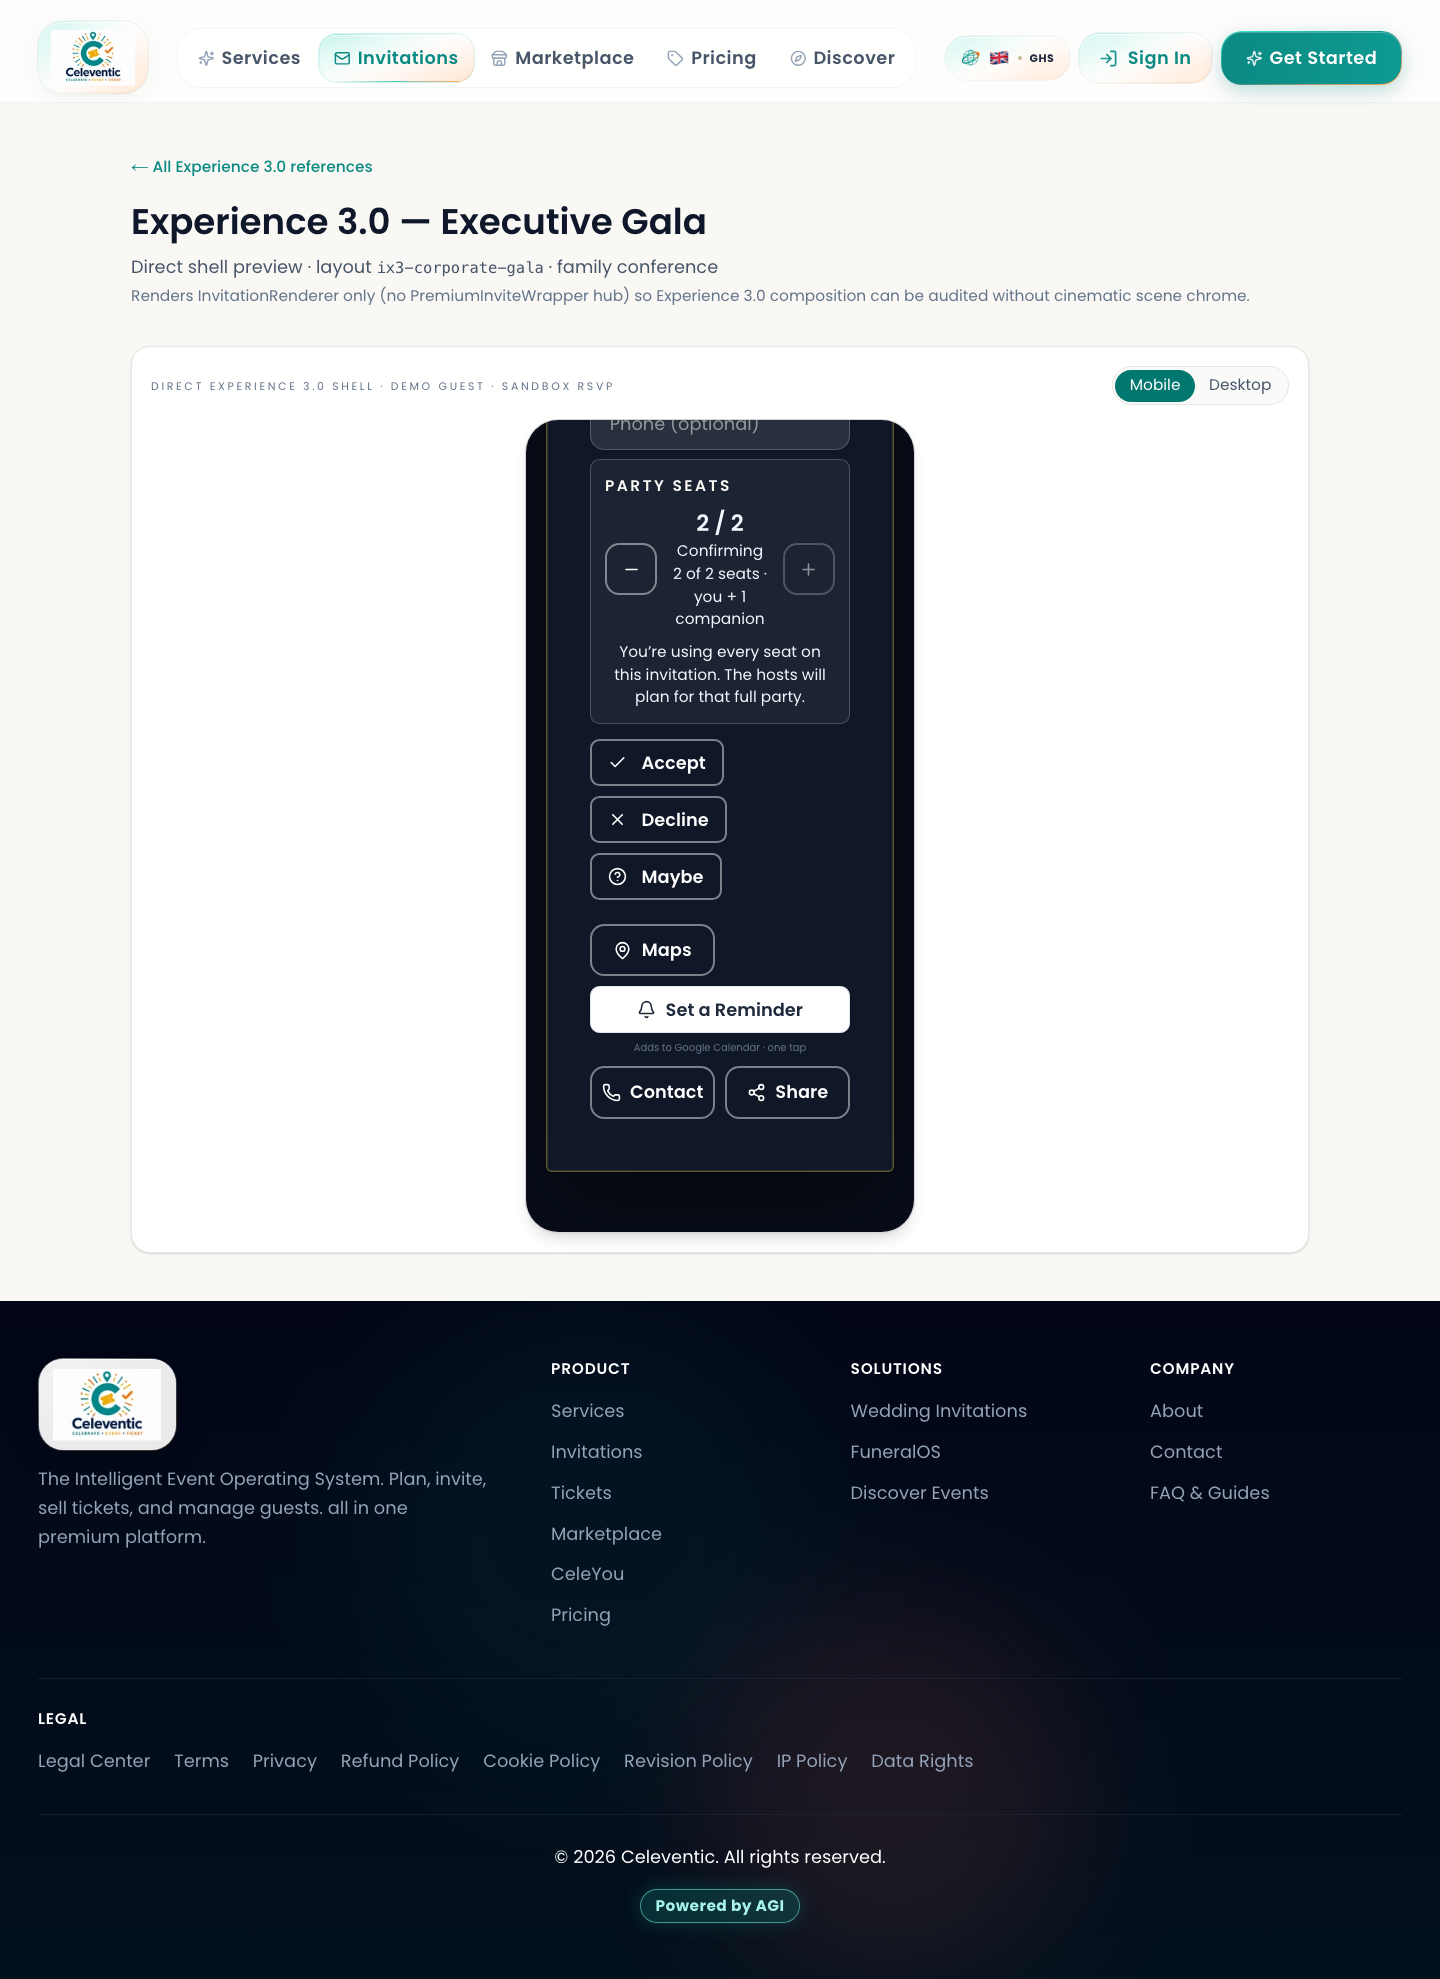 Celeventic
CELEBRATE • EVENT • TICKET
Services
Invitations
Marketplace
Pricing
Discover
GHS
Sign In
Get Started
← All Experience 3.0 references
Experience 3.0 — Executive Gala
Direct shell preview · layout ix3-corporate-gala · family conference
Renders InvitationRenderer only (no PremiumInviteWrapper hub) so Experience 3.0 composition can be audited without cinematic scene chrome.
DIRECT EXPERIENCE 3.0 SHELL · DEMO GUEST · SANDBOX RSVP
Mobile
Desktop
Phone (optional)
PARTY SEATS
2 / 2
Confirming
2 of 2 seats ·
you + 1
companion
You’re using every seat on
this invitation. The hosts will
plan for that full party.
Accept
Decline
Maybe
Maps
Set a Reminder
Adds to Google Calendar · one tap
Contact
Share
Celeventic
CELEBRATE • EVENT • TICKET
The Intelligent Event Operating System. Plan, invite,
sell tickets, and manage guests. all in one
premium platform.
PRODUCT
Services
Invitations
Tickets
Marketplace
CeleYou
Pricing
SOLUTIONS
Wedding Invitations
FuneralOS
Discover Events
COMPANY
About
Contact
FAQ & Guides
LEGAL
Legal Center
Terms
Privacy
Refund Policy
Cookie Policy
Revision Policy
IP Policy
Data Rights
© 2026 Celeventic. All rights reserved.
Powered by AGI